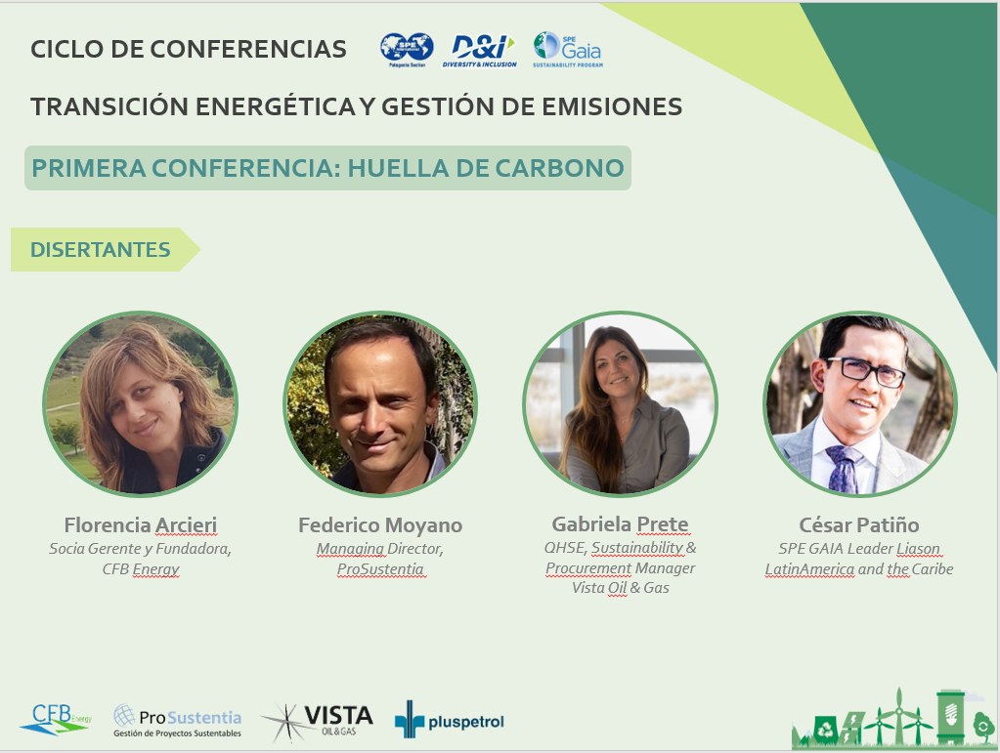 CICLO DE CONFERENCIAS
SPE International
Patagonia Section
D&I
DIVERSITY & INCLUSION
SPE
Gaia
SUSTAINABILITY PROGRAM
TRANSICIÓN ENERGÉTICA Y GESTIÓN DE EMISIONES
PRIMERA CONFERENCIA: HUELLA DE CARBONO
DISERTANTES
Florencia Arcieri
Socia Gerente y Fundadora,
CFB Energy
Federico Moyano
Managing Director,
ProSustentia
Gabriela Prete
QHSE, Sustainability &
Procurement Manager
Vista Oil & Gas
César Patiño
SPE GAIA Leader Liason
LatinAmerica and the Caribe
CFB Energy
ProSustentia
Gestión de Proyectos Sustentables
VISTA
OIL & GAS
pluspetrol